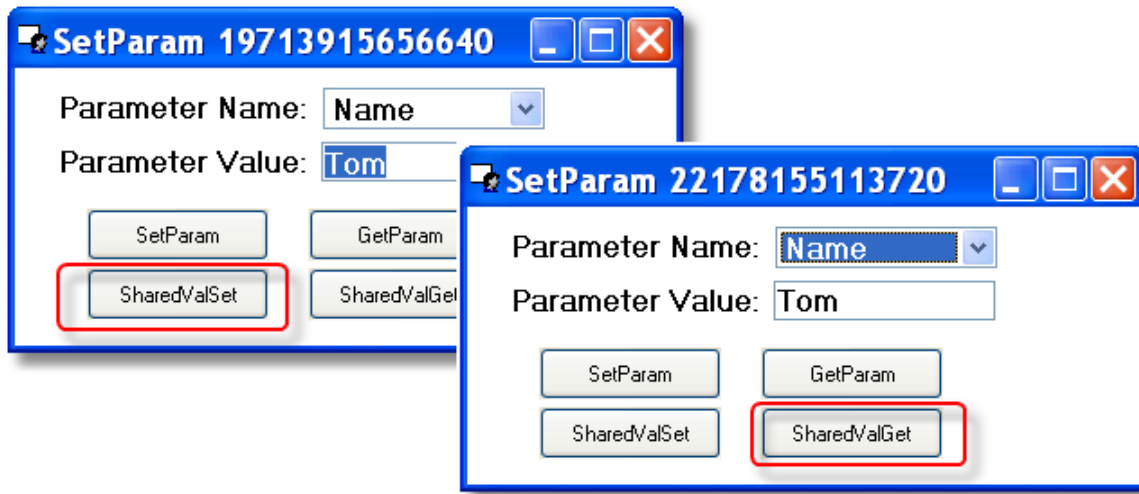 SetParam 19713915656640
Parameter Name: Name
Parameter Value: Tom
SetParam GetParam
SharedValSet SharedValGet
SetParam 22178155113720
Parameter Name: Name
Parameter Value: Tom
SetParam GetParam
SharedValSet SharedValGet